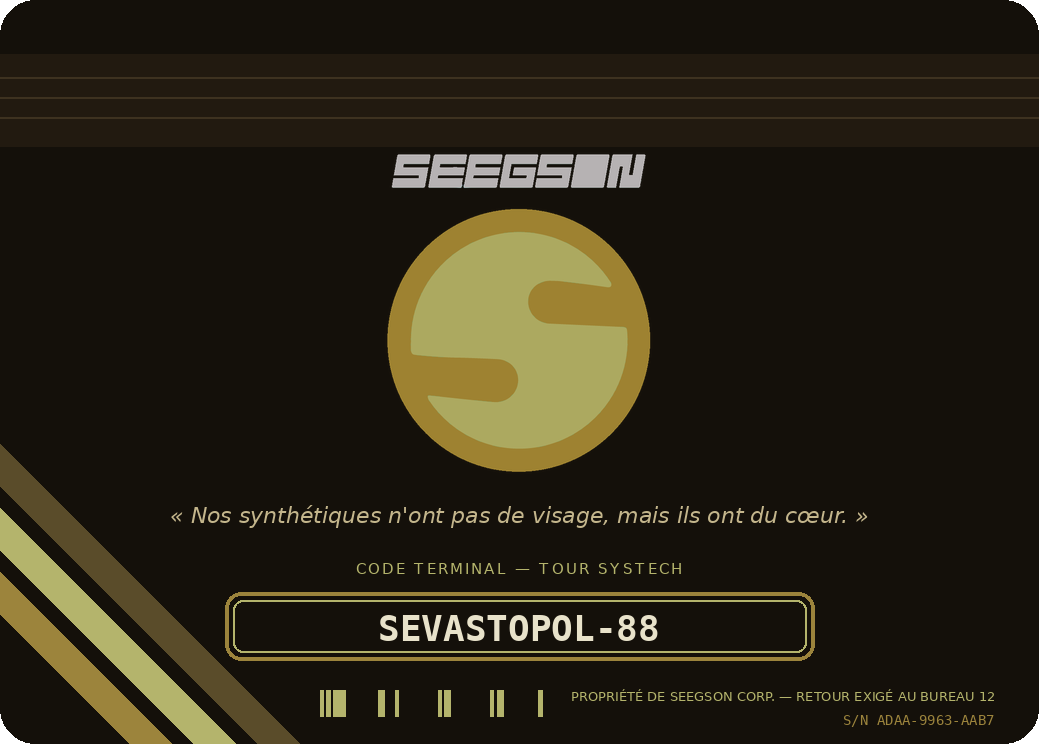 SEEGSON
« Nos synthétiques n'ont pas de visage, mais ils ont du cœur. »
CODE TERMINAL — TOUR SYSTECH
SEVASTOPOL-88
PROPRIÉTÉ DE SEEGSON CORP. — RETOUR EXIGÉ AU BUREAU 12
S/N ADAA-9963-AAB7